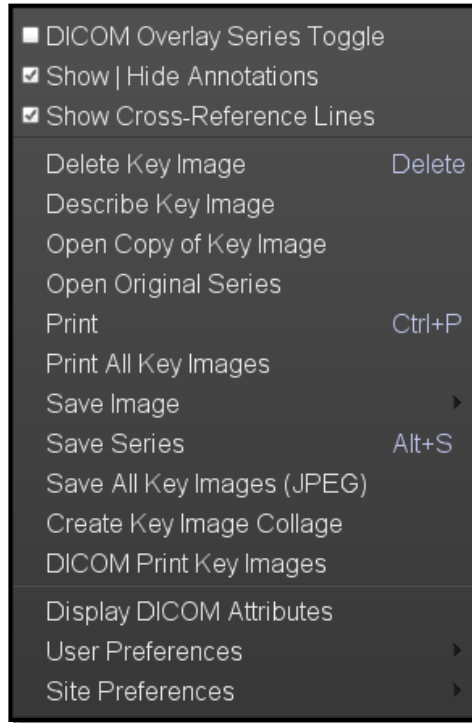 DICOM Overlay Series Toggle
Show | Hide Annotations
Show Cross-Reference Lines
Delete Key Image Delete
Describe Key Image
Open Copy of Key Image
Open Original Series
Print Ctrl+P
Print All Key Images
Save Image
Save Series Alt+S
Save All Key Images (JPEG)
Create Key Image Collage
DICOM Print Key Images
Display DICOM Attributes
User Preferences
Site Preferences